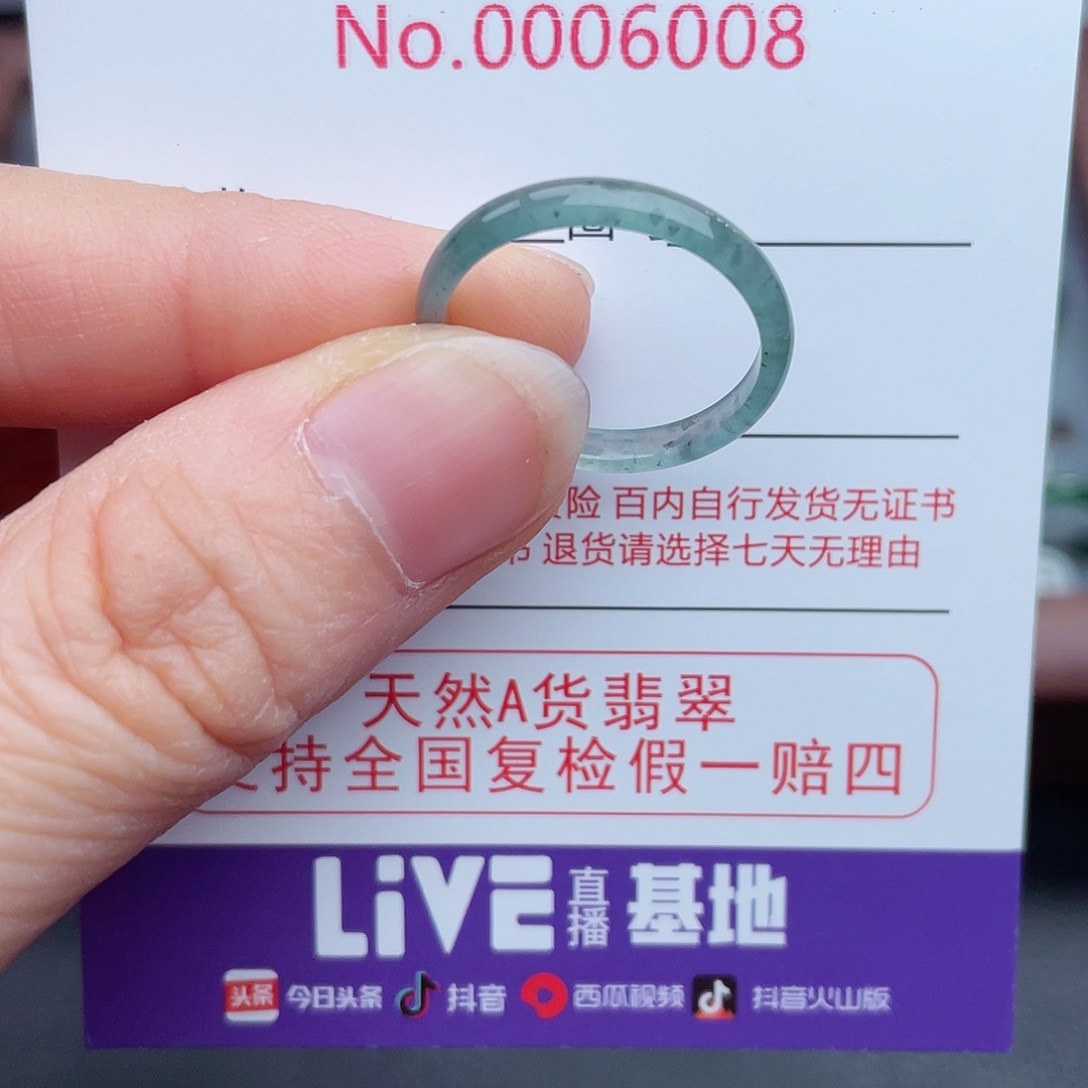 No.0006008
险 百内自行发货无证书
书 退货请选择七天无理由
天然A货翡翠
持全国复检假一赔四
LiVE直播基地
头条 今日头条 抖音 西瓜视频 抖音火山版